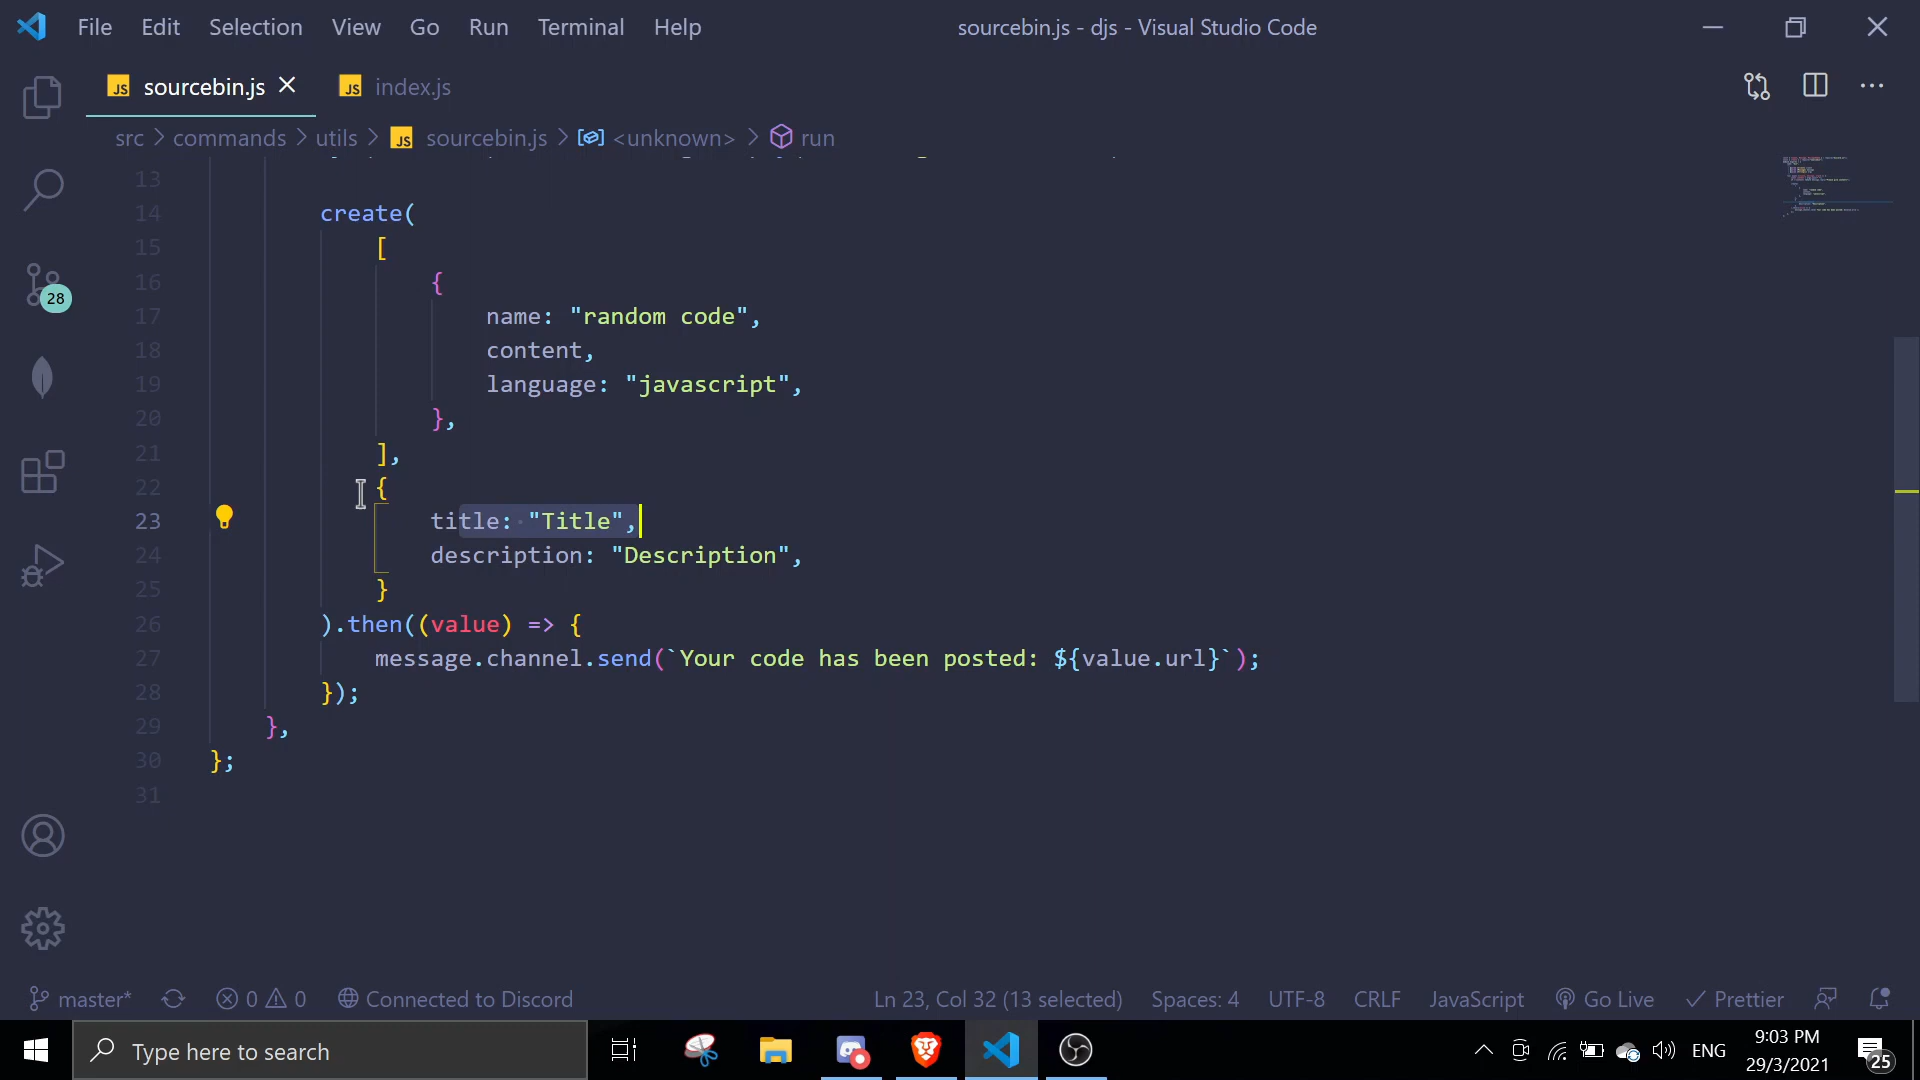 File Edit Selection View Go Run Terminal Help sourcebin.js - djs - Visual Studio Code
JS sourcebin.js JS index.js
src > commands > utils > JS sourcebin.js > <unknown> > run
13
14 create(
15 [
16 {
17 name: "random code",
18 content,
19 language: "javascript",
20 },
21 ],
22 {
23 title: "Title",
24 description: "Description",
25 }
26 ).then((value) => {
27 message.channel.send(`Your code has been posted: ${value.url}`);
28 });
29 },
30 };
31
28
master* 0 0 Connected to Discord Ln 23, Col 32 (13 selected) Spaces: 4 UTF-8 CRLF JavaScript Go Live Prettier
Type here to search ENG 9:03 PM
29/3/2021
25